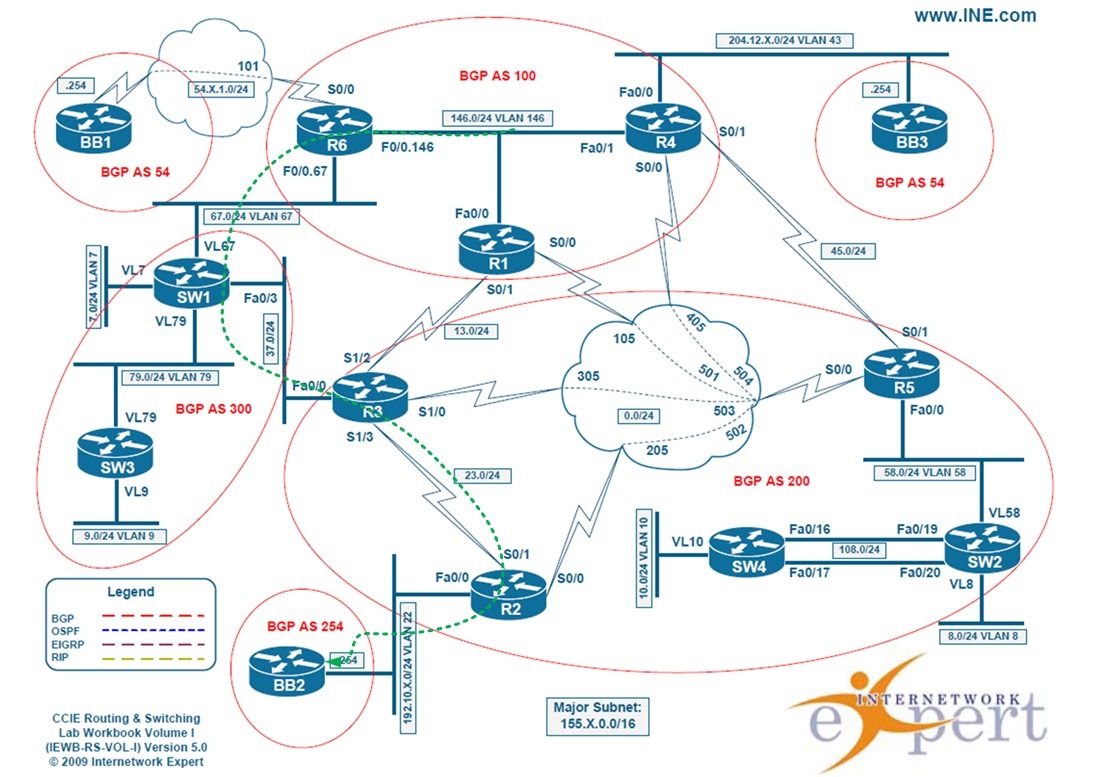 www.INE.com
204.12.X.0/24 VLAN 43
101
.254
54.X.1.0/24
BB1
BGP AS 54
BGP AS 100
S0/0
R6
F0/0.146
F0/0.67
146.0/24 VLAN 146
Fa0/0
R4
Fa0/1
S0/0
S0/1
.254
BB3
BGP AS 54
67.0/24 VLAN 67
VL67
VL7
7.0/24 VLAN 7
SW1
Fa0/3
VL79
37.0/24
Fa0/0
R1
S0/0
S0/1
13.0/24
45.0/24
79.0/24 VLAN 79
BGP AS 300
VL79
SW3
VL9
9.0/24 VLAN 9
S1/2
Fa0/0
R3
S1/0
S1/3
105
405
305
501
504
503
0.0/24
502
205
S0/1
S0/0
R5
Fa0/0
23.0/24
BGP AS 200
58.0/24 VLAN 58
VL58
10.0/24 VLAN 10
VL10
SW4
Fa0/16
Fa0/19
108.0/24
Fa0/17
Fa0/20
SW2
VL8
8.0/24 VLAN 8
S0/1
Fa0/0
R2
S0/0
192.10.X.0/24 VLAN 22
BGP AS 254
.254
BB2
Legend
BGP
OSPF
EIGRP
RIP
CCIE Routing & Switching
Lab Workbook Volume I
(IEWB-RS-VOL-I) Version 5.0
© 2009 Internetwork Expert
Major Subnet:
155.X.0.0/16
INTERNETWORK
eXpert